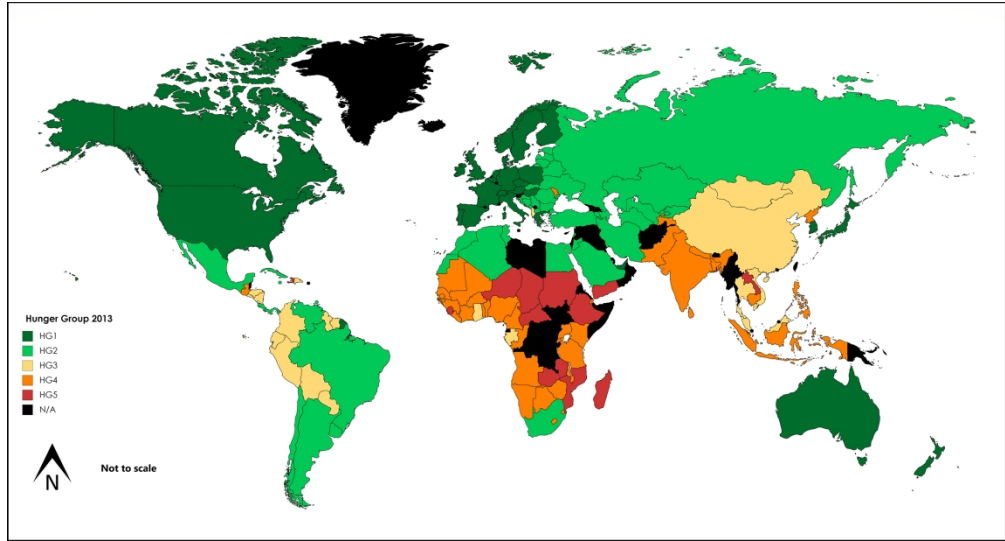 Hunger Group 2013
HG1
HG2
HG3
HG4
HG5
N/A
N
Not to scale